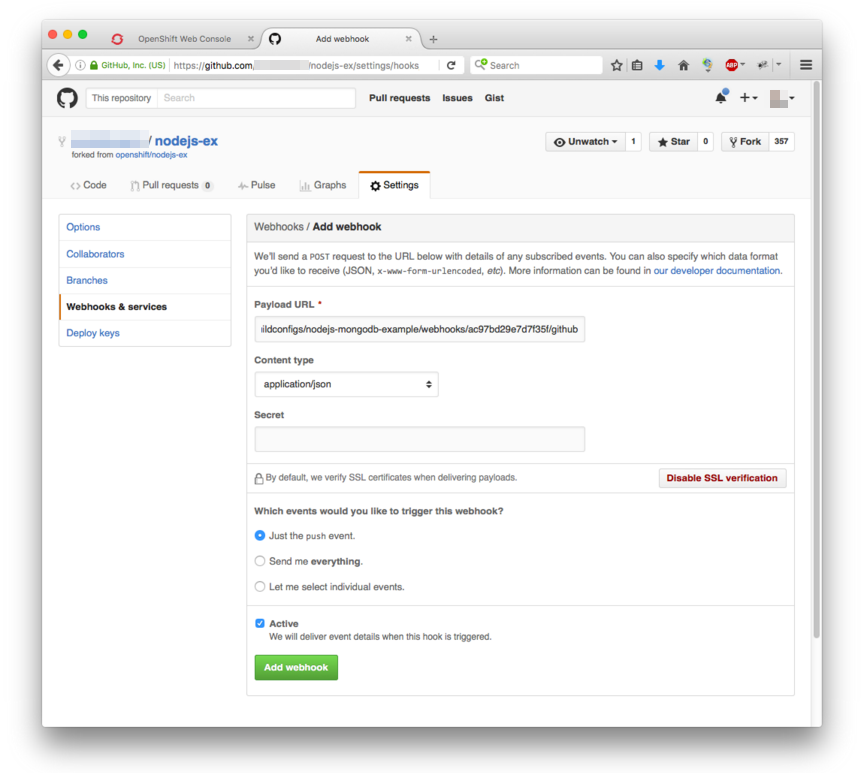 OpenShift Web Console
Add webhook
GitHub, Inc. (US) https://github.com, /nodejs-ex/settings/hooks Search ABP
This repository Search Pull requests Issues Gist
/ nodejs-ex Unwatch 1 Star 0 Fork 357
forked from openshift/nodejs-ex
Code Pull requests 0 Pulse Graphs Settings
Options
Collaborators
Branches
Webhooks & services
Deploy keys
Webhooks / Add webhook
We'll send a POST request to the URL below with details of any subscribed events. You can also specify which data format
you'd like to receive (JSON, x-www-form-urlencoded, etc). More information can be found in our developer documentation.
Payload URL *
ildconfigs/nodejs-mongodb-example/webhooks/ac97bd29e7d7f35f/github
Content type
application/json
Secret
By default, we verify SSL certificates when delivering payloads. Disable SSL verification
Which events would you like to trigger this webhook?
Just the push event.
Send me everything.
Let me select individual events.
Active
We will deliver event details when this hook is triggered.
Add webhook